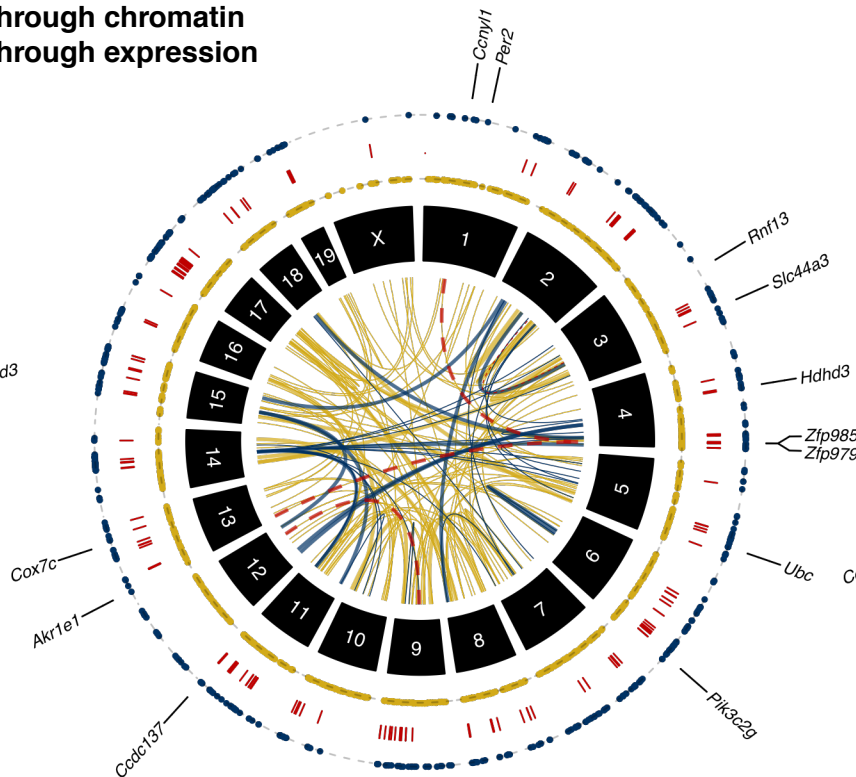 hrough chromatin
hrough expression
Ccnyl1
Per2
Rnf13
Slc44a3
Hdhd3
Zfp985
Zfp979
Ubc
Pik3c2g
Ccdc137
Akr1e1
Cox7c
d3
C
X
1
2
3
4
5
6
7
8
9
10
11
12
13
14
15
16
17
18
19